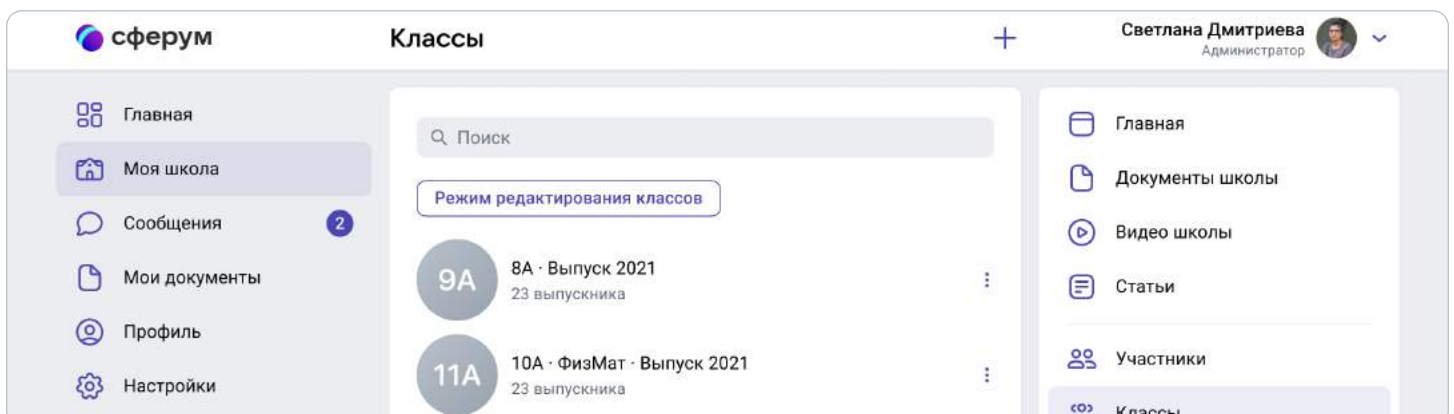 сферум
Классы
Светлана Дмитриева
Администратор
Главная
Моя школа
Сообщения
2
Мои документы
Профиль
Настройки
Поиск
Режим редактирования классов
9А
8А · Выпуск 2021
23 выпускника
11А
10А · ФизМат · Выпуск 2021
23 выпускника
Главная
Документы школы
Видео школы
Статьи
Участники
Классы